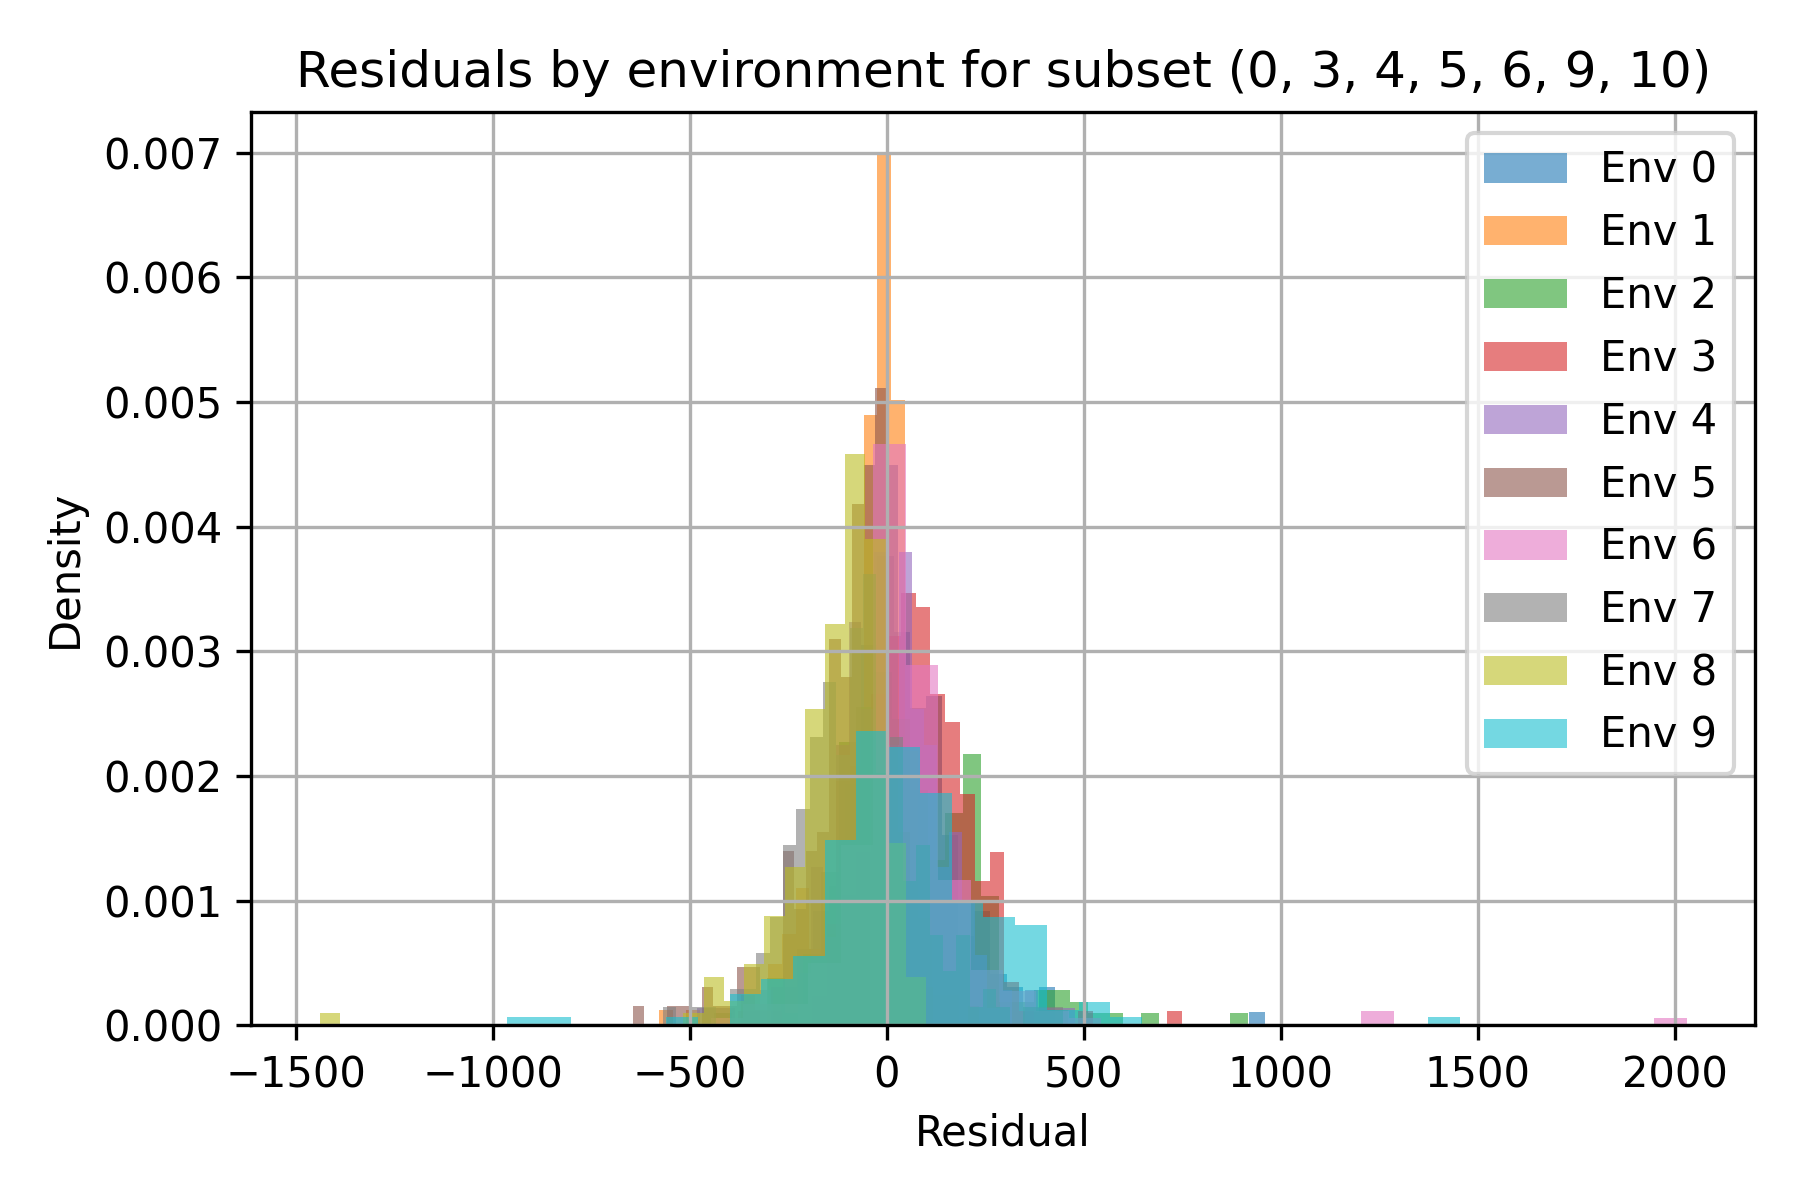 Residuals by environment for subset (0, 3, 4, 5, 6, 9, 10)
0.007
0.006
0.005
0.004
0.003
0.002
0.001
0.000
Density
Env 0
Env 1
Env 2
Env 3
Env 4
Env 5
Env 6
Env 7
Env 8
Env 9
−1500 −1000 −500 0 500 1000 1500 2000
Residual